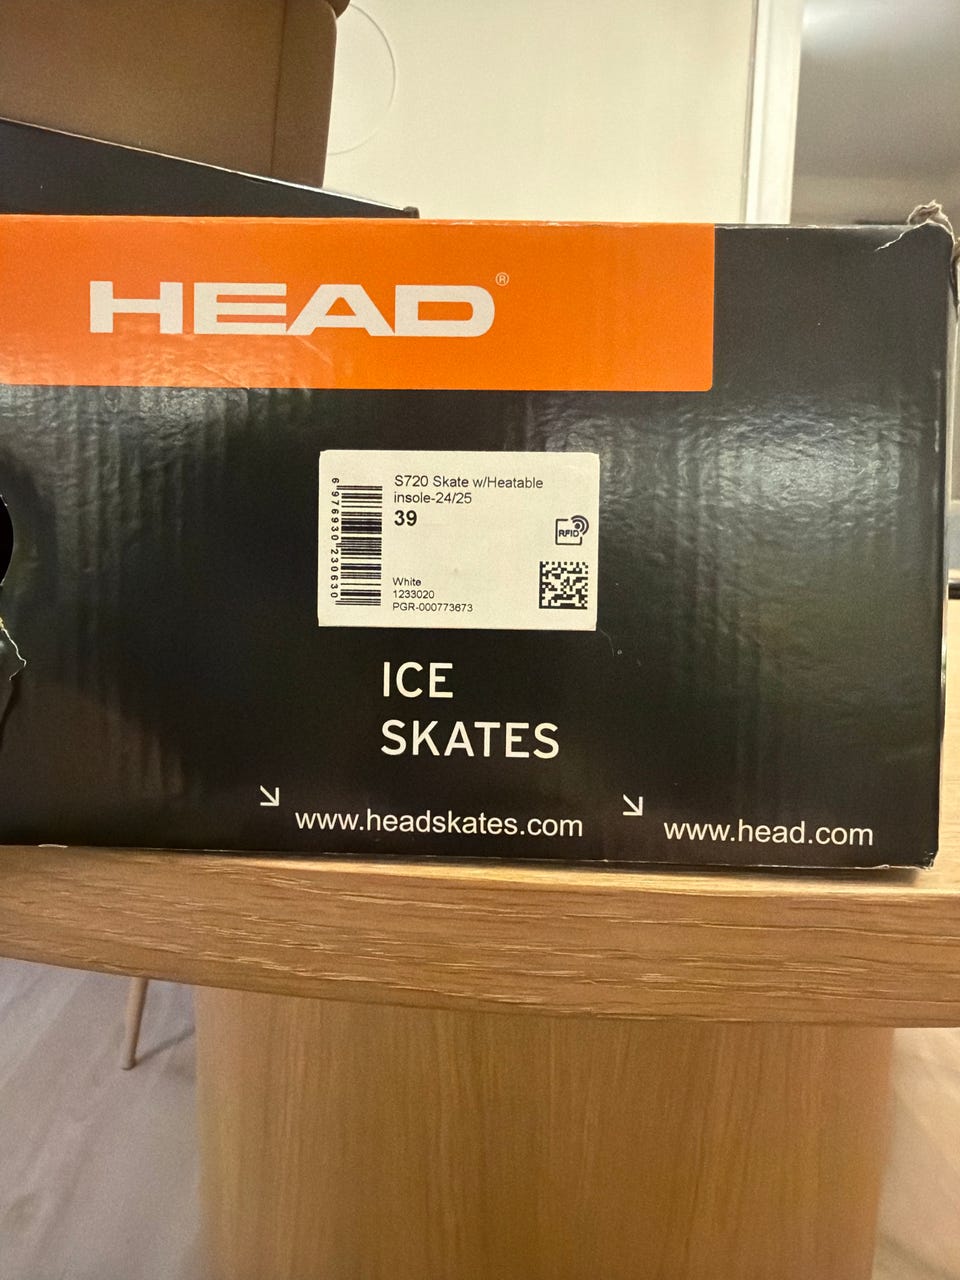 HEAD®
S720 Skate w/Heatable
insole-24/25
39
RFID
White
1233020
PGR-000773673
6 976930 230630
ICE
SKATES
www.headskates.com
www.head.com